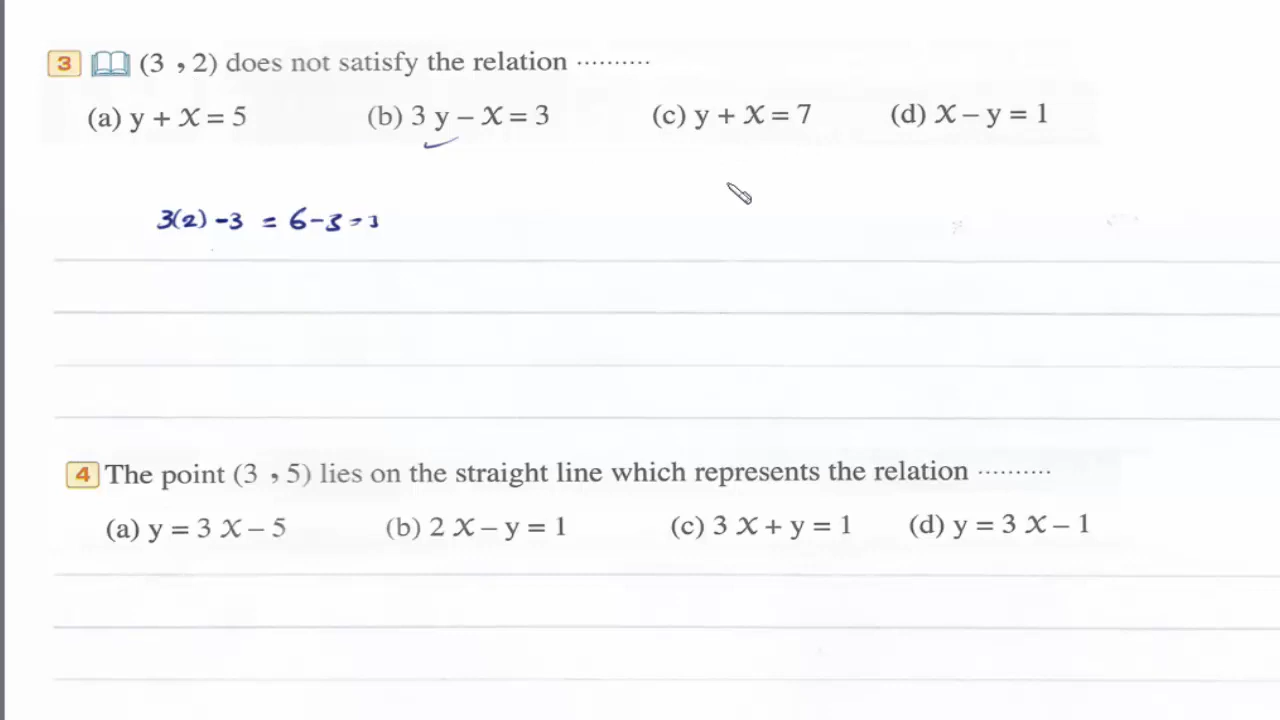 3 (3 , 2) does not satisfy the relation ··········
(a) y + x = 5 (b) 3 y – x = 3 (c) y + x = 7 (d) x – y = 1
3(2) -3 = 6-3=3
4 The point (3 , 5) lies on the straight line which represents the relation ··········
(a) y = 3 x – 5 (b) 2 x – y = 1 (c) 3 x + y = 1 (d) y = 3 x – 1